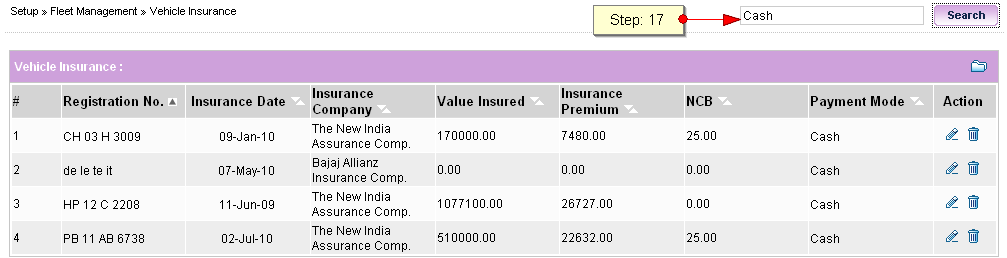 Setup » Fleet Management » Vehicle Insurance
Step: 17
Cash
Search
Vehicle Insurance :
# Registration No. Insurance Date Insurance Company Value Insured Insurance Premium NCB Payment Mode Action
1 CH 03 H 3009 09-Jan-10 The New India Assurance Comp. 170000.00 7480.00 25.00 Cash
2 de le te it 07-May-10 Bajaj Allianz Insurance Comp. 0.00 0.00 0.00 Cash
3 HP 12 C 2208 11-Jun-09 The New India Assurance Comp. 1077100.00 26727.00 0.00 Cash
4 PB 11 AB 6738 02-Jul-10 The New India Assurance Comp. 510000.00 22632.00 25.00 Cash